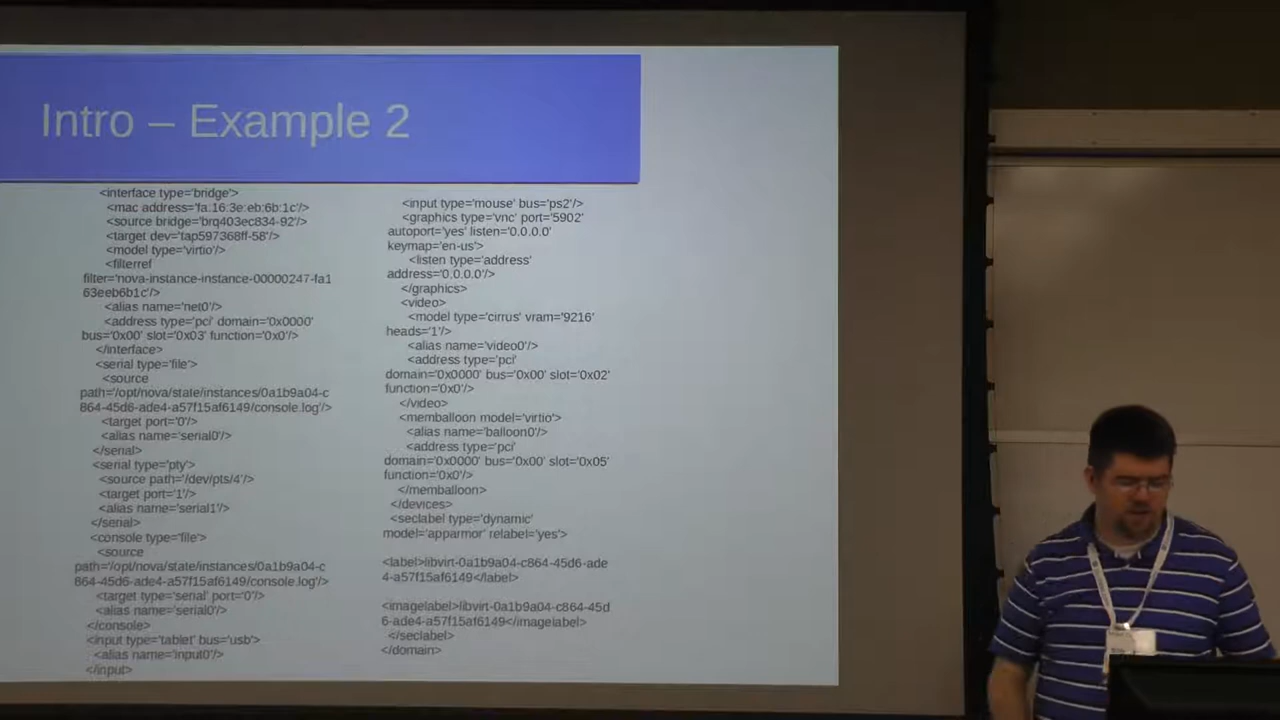 Intro – Example 2
<interface type='bridge'>
<mac address='fa:16:3e:eb:6b:1c'/>
<source bridge='brq403ec834-92'/>
<target dev='tap597368ff-58'/>
<model type='virtio'/>
<filterref
filter='nova-instance-instance-00000247-fa1
63eeb6b1c'/>
<alias name='net0'/>
<address type='pci' domain='0x0000'
bus='0x00' slot='0x03' function='0x0'/>
</interface>
<serial type='file'>
<source
path='/opt/nova/state/instances/0a1b9a04-c
864-45d6-ade4-a57f15af6149/console.log'/>
<target port='0'/>
<alias name='serial0'/>
</serial>
<serial type='pty'>
<source path='/dev/pts/4'/>
<target port='1'/>
<alias name='serial1'/>
</serial>
<console type='file'>
<source
path='/opt/nova/state/instances/0a1b9a04-c
864-45d6-ade4-a57f15af6149/console.log'/>
<target type='serial' port='0'/>
<alias name='serial0'/>
</console>
<input type='tablet' bus='usb'>
<alias name='input0'/>
</input>
<input type='mouse' bus='ps2'/>
<graphics type='vnc' port='5902'
autoport='yes' listen='0.0.0.0'
keymap='en-us'>
<listen type='address'
address='0.0.0.0'/>
</graphics>
<video>
<model type='cirrus' vram='9216'
heads='1'/>
<alias name='video0'/>
<address type='pci'
domain='0x0000' bus='0x00' slot='0x02'
function='0x0'/>
</video>
<memballoon model='virtio'>
<alias name='balloon0'/>
<address type='pci'
domain='0x0000' bus='0x00' slot='0x05'
function='0x0'/>
</memballoon>
</devices>
<seclabel type='dynamic'
model='apparmor' relabel='yes'>
<label>libvirt-0a1b9a04-c864-45d6-ade
4-a57f15af6149</label>
<imagelabel>libvirt-0a1b9a04-c864-45d
6-ade4-a57f15af6149</imagelabel>
</seclabel>
</domain>